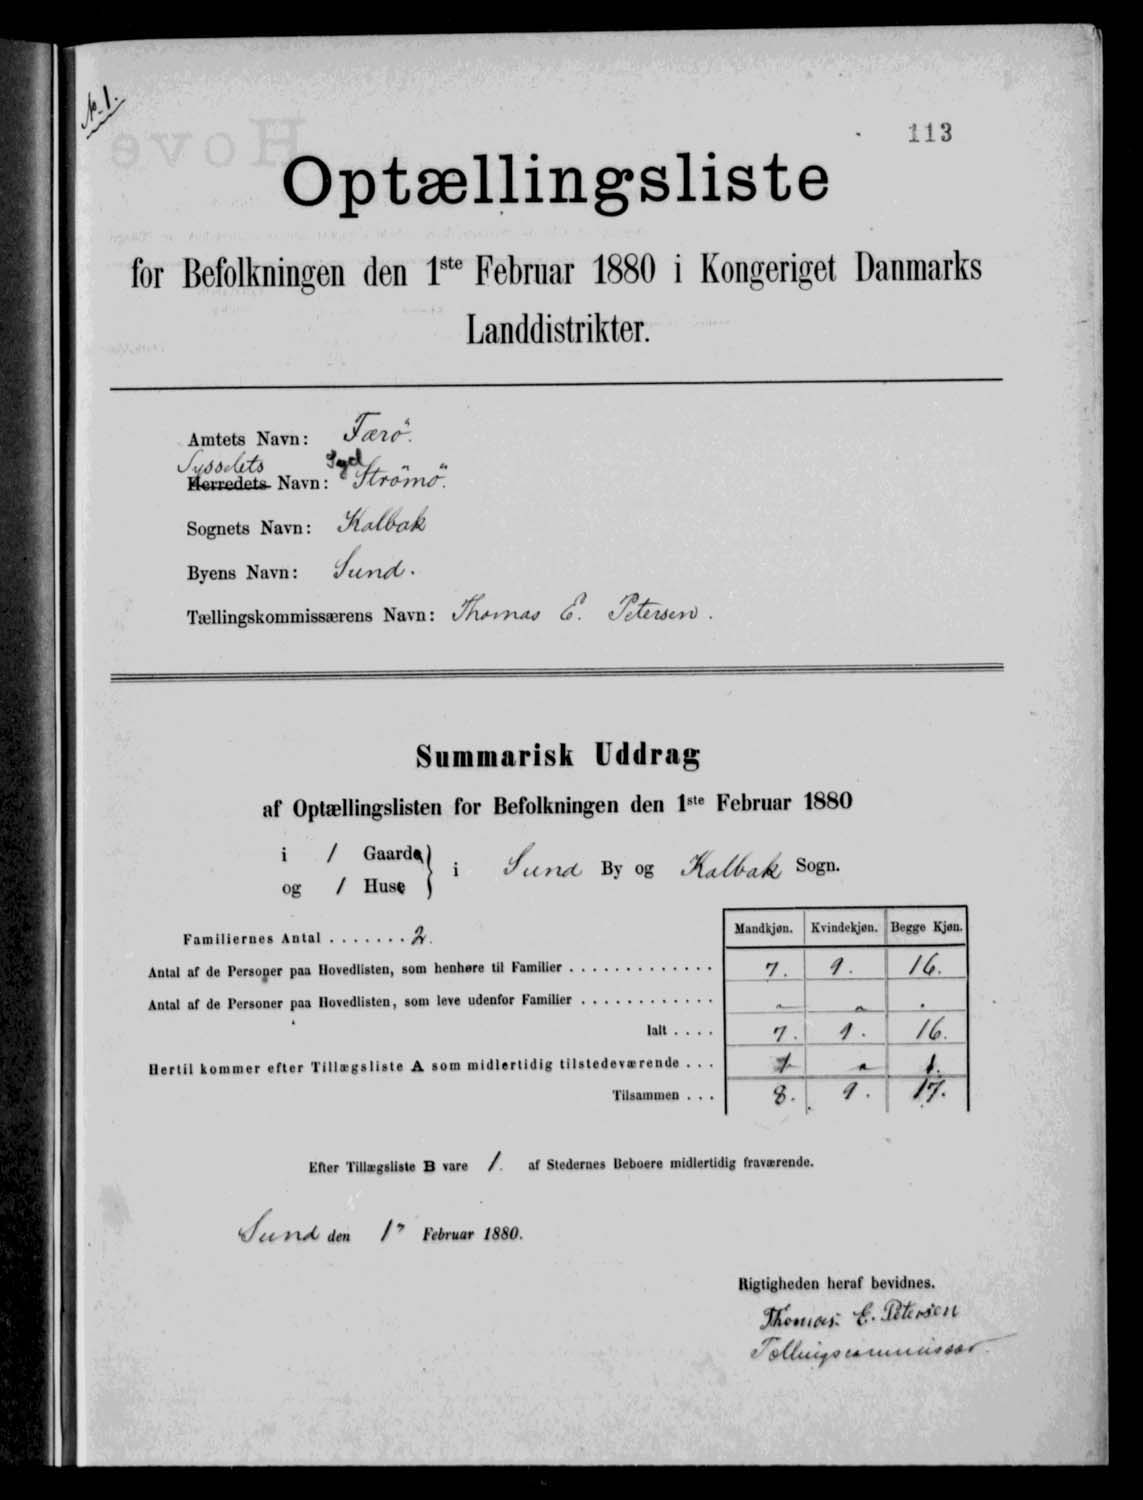 No. 1.
113
Optællingsliste
for Befolkningen den 1ste Februar 1880 i Kongeriget Danmarks
Landdistrikter.
Amtets Navn: Færö.
Sysselets
Herredets Navn: Syd Strömö.
Sognets Navn: Kalbak
Byens Navn: Sund.
Tællingskommissærens Navn: Thomas E. Petersen.
Summarisk Uddrag
af Optællingslisten for Befolkningen den 1ste Februar 1880
i 1 Gaarde
og 1 Huse
i Sund By og Kalbak Sogn.
Mandkjøn. Kvindekjøn. Begge Kjøn.
Familiernes Antal ....... 2.
Antal af de Personer paa Hovedlisten, som henhøre til Familier ............. 7. 9. 16.
Antal af de Personer paa Hovedlisten, som leve udenfor Familier ............
Ialt .... 7. 9. 16.
Hertil kommer efter Tillægsliste A som midlertidig tilstedeværende ... 1 " 1.
Tilsammen ... 8. 9. 17.
Efter Tillægsliste B vare 1. af Stedernes Beboere midlertidig fraværende.
Sund den 1 Februar 1880.
Rigtigheden heraf bevidnes.
Thomas E. Petersen
Tællingscommissær